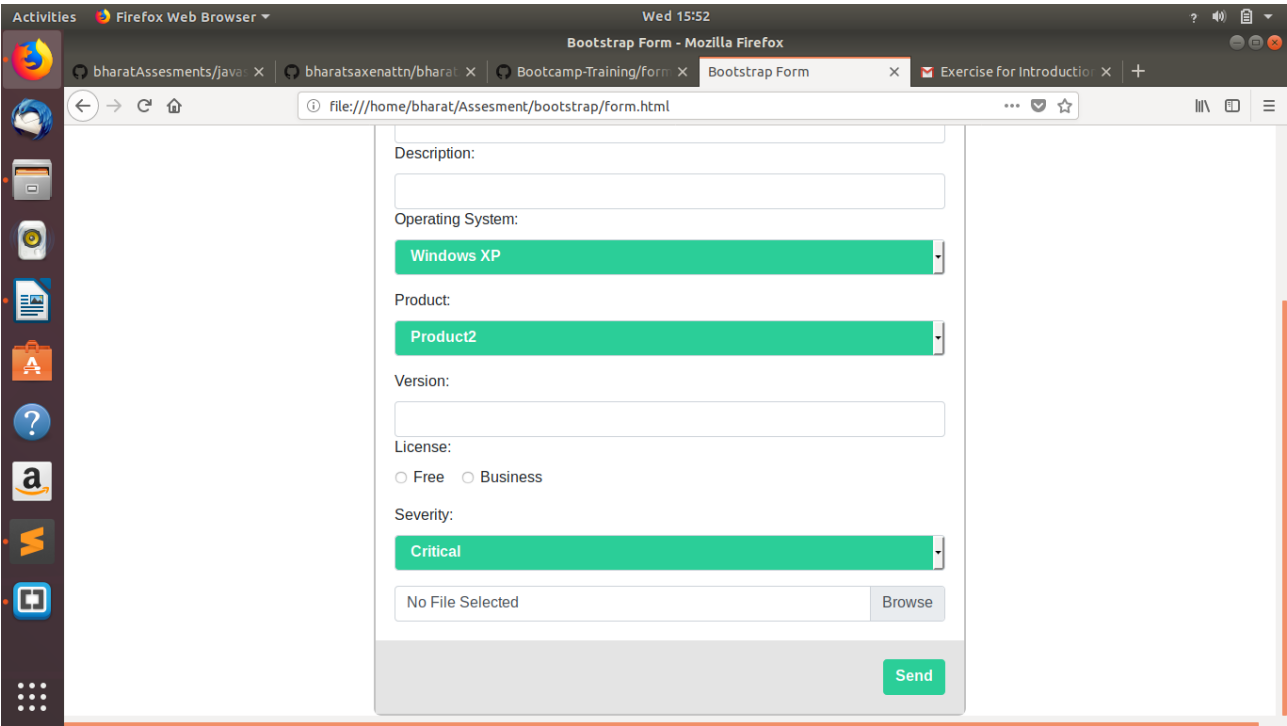 Activities Firefox Web Browser Wed 15:52
Bootstrap Form - Mozilla Firefox
bharatAssesments/javas bharatsaxenattn/bharat Bootcamp-Training/form Bootstrap Form Exercise for Introduction
file:///home/bharat/Assesment/bootstrap/form.html
Description:
Operating System:
Windows XP
Product:
Product2
Version:
License:
Free Business
Severity:
Critical
No File Selected Browse
Send